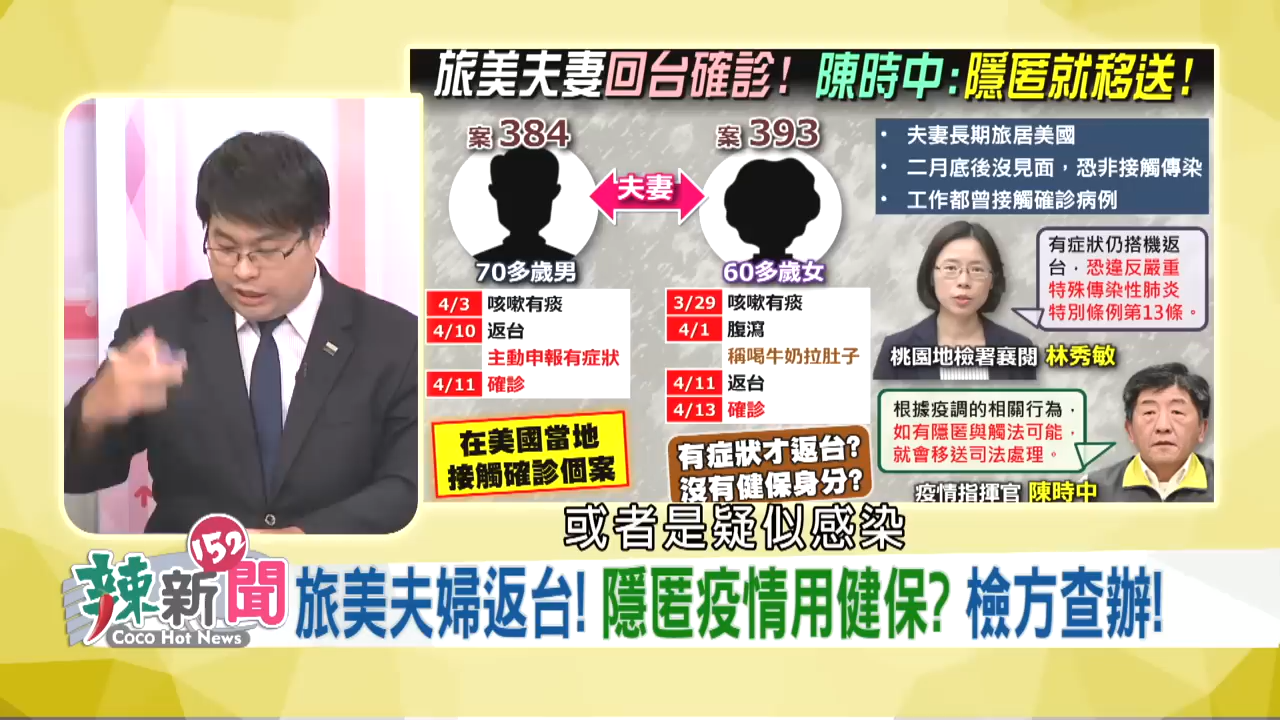 旅美夫妻回台確診! 陳時中:隱匿就移送!
案384
夫妻
70多歲男
4/3 咳嗽有痰
4/10 返台
主動申報有症狀
4/11 確診
在美國當地
接觸確診個案
案393
60多歲女
3/29 咳嗽有痰
4/1 腹瀉
稱喝牛奶拉肚子
4/11 返台
4/13 確診
有症狀才返台?
沒有健保身分?
• 夫妻長期旅居美國
• 二月底後沒見面，恐非接觸傳染
• 工作都曾接觸確診病例
有症狀仍搭機返
台，恐違反嚴重
特殊傳染性肺炎
特別條例第13條。
桃園地檢署襄閱 林秀敏
根據疫調的相關行為，
如有隱匿與觸法可能，
就會移送司法處理。
疫情指揮官 陳時中
或者是疑似感染
152
辣新聞
Coco Hot News
旅美夫婦返台! 隱匿疫情用健保? 檢方查辦!